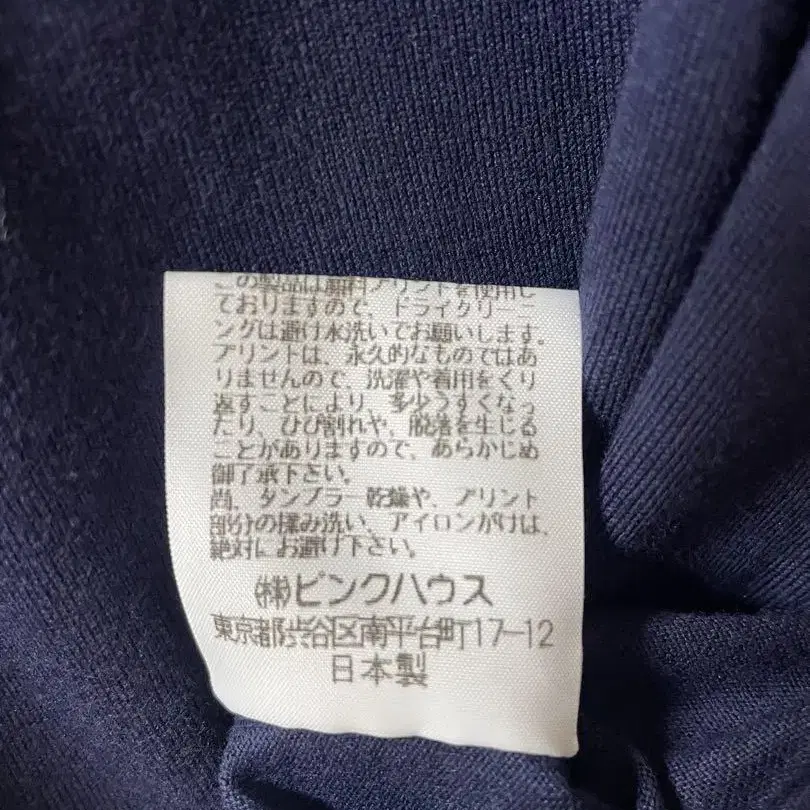 この製品は顔料プリントを使用し
ておりますので、ドライクリーニ
ングは避け水洗いでお願いします。
プリントは、永久的なものではあ
りませんので、洗濯や着用をくり
返すことにより、多少うすくなっ
たり、ひび割れや、脱落を生じる
ことがありますので、あらかじめ
御了承下さい。
尚、タンブラー乾燥や、プリント
部分の揉み洗い、アイロンがけは、
絶対にお避け下さい。
㈱ピンクハウス
東京都渋谷区南平台町17-12
日本製